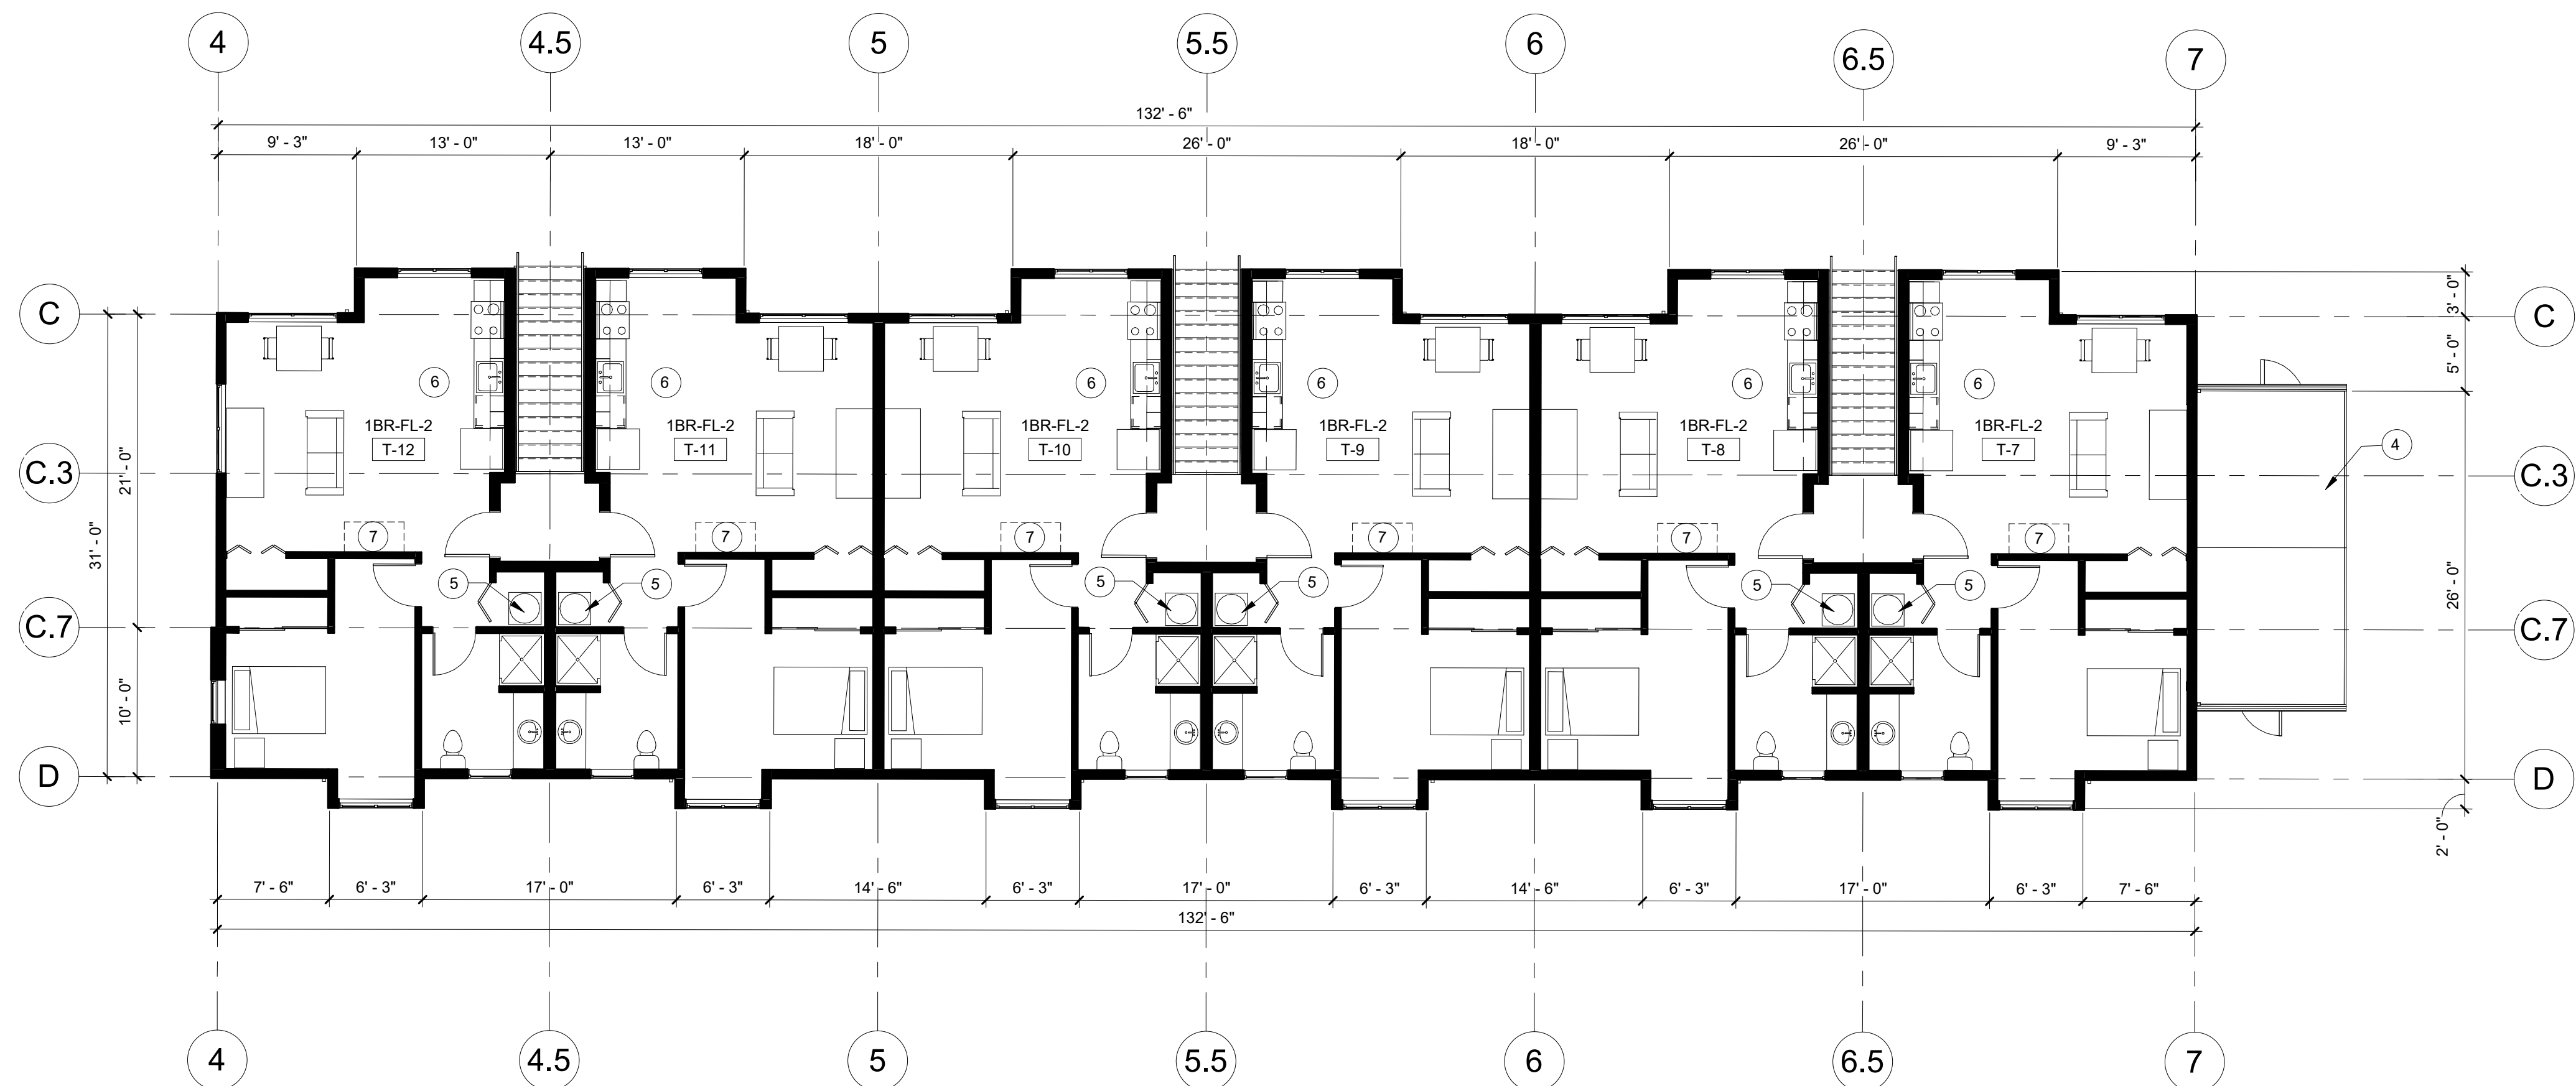 4 4.5 5 5.5 6 6.5 7
132' - 6"
9' - 3" 13' - 0" 13' - 0" 18' - 0" 26' - 0" 18' - 0" 26' - 0" 9' - 3"
3' - 0"
C C
5' - 0"
6 6 6 6 6 6
1BR-FL-2 1BR-FL-2 1BR-FL-2 1BR-FL-2 1BR-FL-2 1BR-FL-2
T-12 T-11 T-10 T-9 T-8 T-7
4
C.3 C.3
21' - 0"
31' - 0"
7 7 7 7 7 7
5 5 5 5 5 5
26' - 0"
C.7 C.7
10' - 0"
D D
2' - 0"
7' - 6" 6' - 3" 17' - 0" 6' - 3" 14' - 6" 6' - 3" 17' - 0" 6' - 3" 14' - 6" 6' - 3" 17' - 0" 6' - 3" 7' - 6"
132' - 6"
4 4.5 5 5.5 6 6.5 7